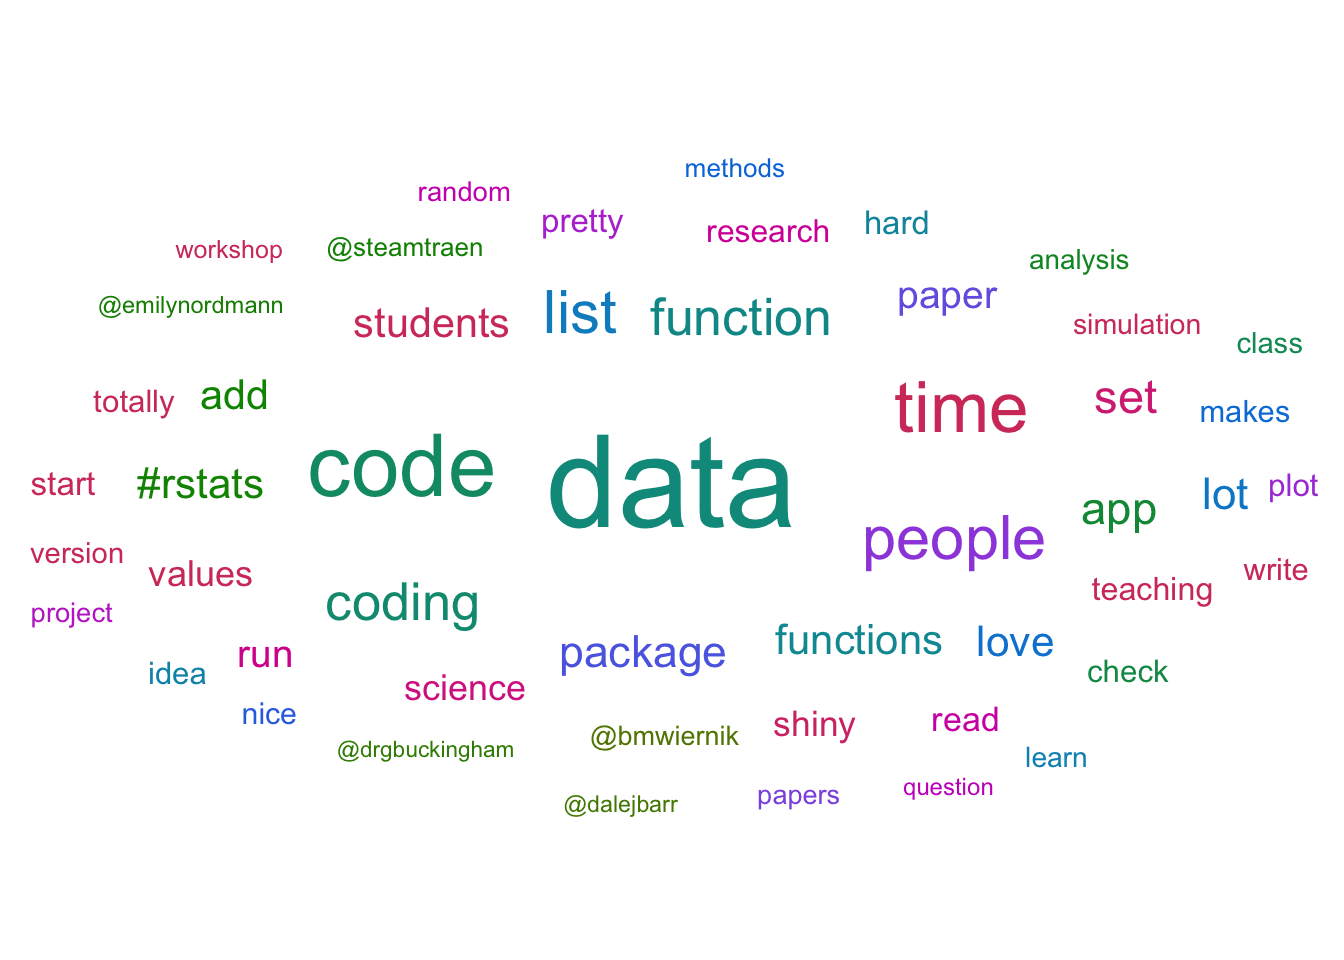 methods
random
pretty
research
hard
workshop
@steamtraen
analysis
@emilynordmann
students
list
function
paper
simulation
class
totally
add
time
set
makes
start
#rstats
code
data
people
app
lot
plot
version
values
coding
teaching
write
project
idea
run
science
package
functions
love
check
nice
@drgbuckingham
@bmwiernik
shiny
read
learn
@dalejbarr
papers
question